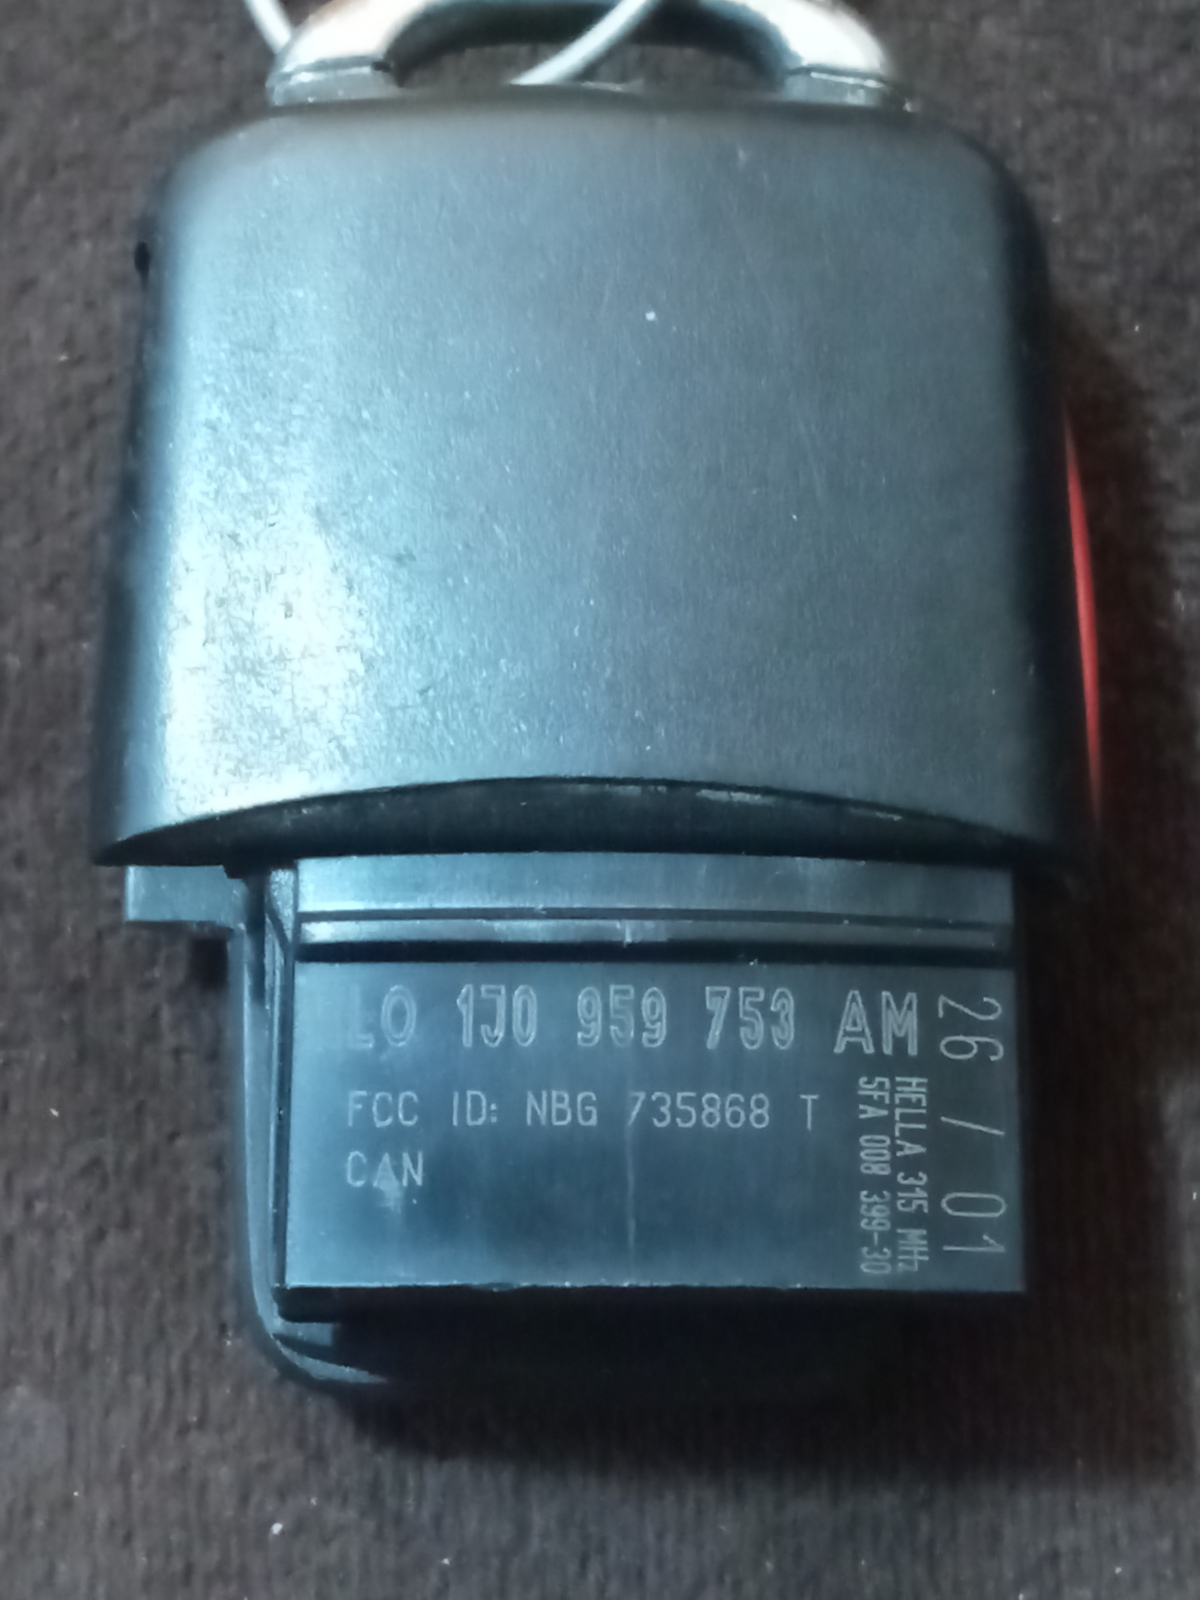 LO 1J0 959 753 AM
FCC ID: NBG 735868 T
CAN
26 / 01
HELLA 315 MHz
5FA 008 399-30